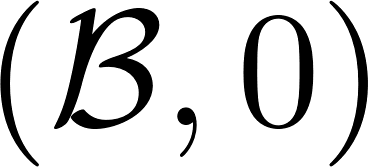 (ℬ, 0)